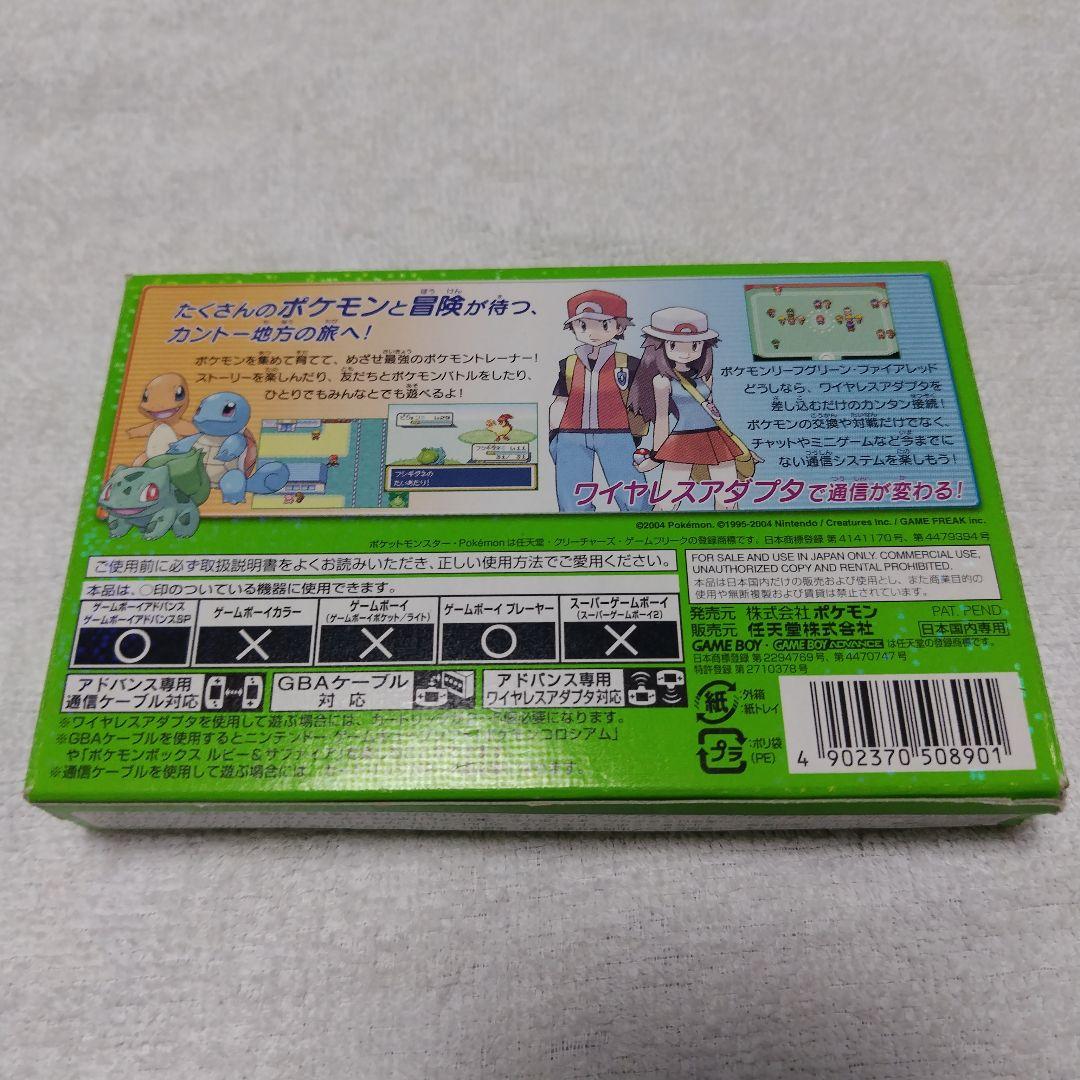 たくさんのポケモンと冒険が待つ、
カントー地方の旅へ!
ポケモンを集めて育てて、めざせ最強のポケモントレーナー!
ストーリーを楽しんだり、友だちとポケモンバトルをしたり、
ひとりでもみんなとでも遊べるよ!
フシギダネの
たいあたり!
ポケモンリーフグリーン・ファイアレッド
どうしなら、ワイヤレスアダプタを
差し込むだけのカンタン接続!
ポケモンの交換や対戦だけでなく、
チャットやミニゲームなど今までに
ない通信システムを楽しもう!
ワイヤレスアダプタで通信が変わる!
©2004 Pokémon. ©1995-2004 Nintendo / Creatures Inc. / GAME FREAK inc.
ポケットモンスター・Pokémonは任天堂・クリーチャーズ・ゲームフリークの登録商標です。日本商標登録 第4141170号、第4479394号
ご使用前に必ず取扱説明書をよくお読みいただき、正しい使用方法でご愛用ください。
本品は、○印のついている機器に使用できます。
ゲームボーイアドバンス
ゲームボーイアドバンスSP
○
ゲームボーイカラー
×
ゲームボーイ
(ゲームボーイポケット/ライト)
×
ゲームボーイ プレーヤー
○
スーパーゲームボーイ
(スーパーゲームボーイ2)
×
アドバンス専用
通信ケーブル対応
GBAケーブル
対応
アドバンス専用
ワイヤレスアダプタ対応
※ワイヤレスアダプタを使用して遊ぶ場合には、カートリッジが必要になります。
※GBAケーブルを使用するとニンテンドー ゲーム
や「ポケモンボックス ルビー&サファイア」
※通信ケーブルを使用して遊ぶ場合には、
FOR SALE AND USE IN JAPAN ONLY. COMMERCIAL USE,
UNAUTHORIZED COPY AND RENTAL PROHIBITED.
本品は日本国内だけの販売および使用とし、また商業目的の
使用や無断複製および賃貸は禁止されています。
発売元 株式会社ポケモン PAT. PEND.
販売元 任天堂株式会社 日本国内専用
GAME BOY・GAME BOY ADVANCE は任天堂の登録商標です。
日本商標登録 第2294769号、第4470747号
特許登録 第2710378号
紙
:外箱
:紙トレイ
プラ
:ポリ袋
(PE)
4 902370 508901